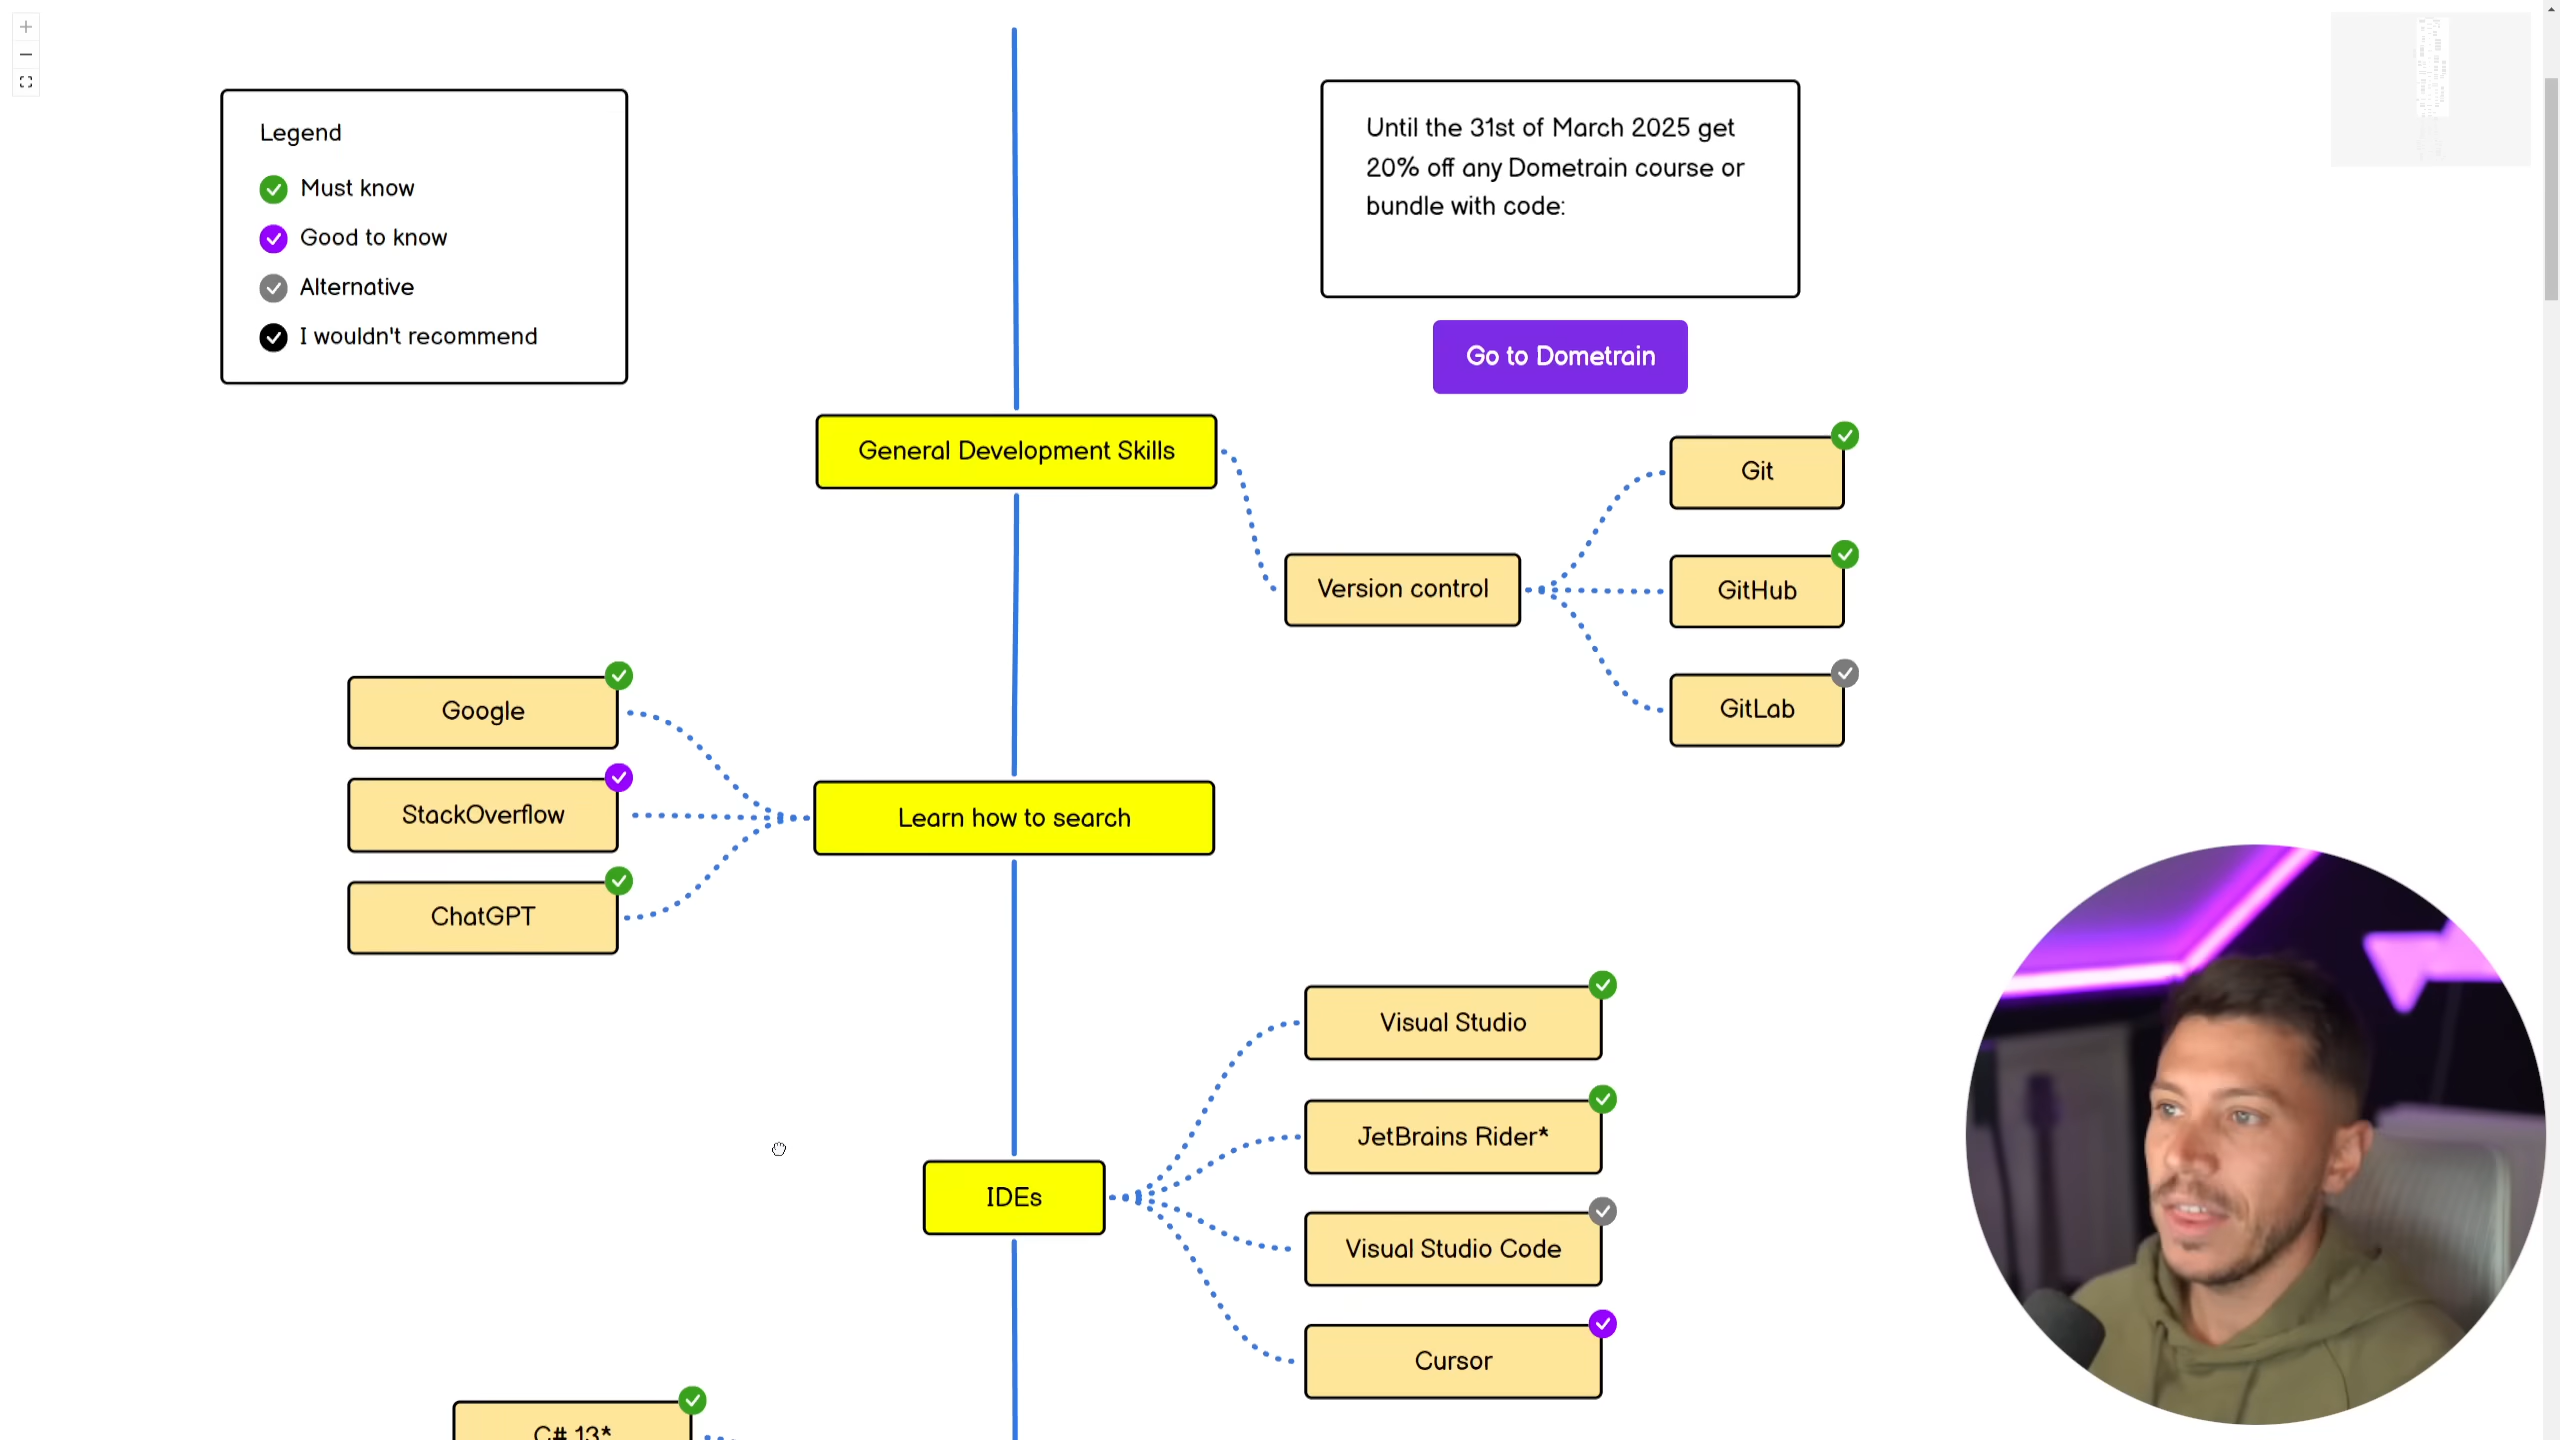 Legend
Must know
Good to know
Alternative
I wouldn't recommend
Until the 31st of March 2025 get
20% off any Dometrain course or
bundle with code:
Go to Dometrain
General Development Skills
Git
Version control
GitHub
GitLab
Google
StackOverflow
ChatGPT
Learn how to search
Visual Studio
JetBrains Rider*
IDEs
Visual Studio Code
Cursor
C# 13*